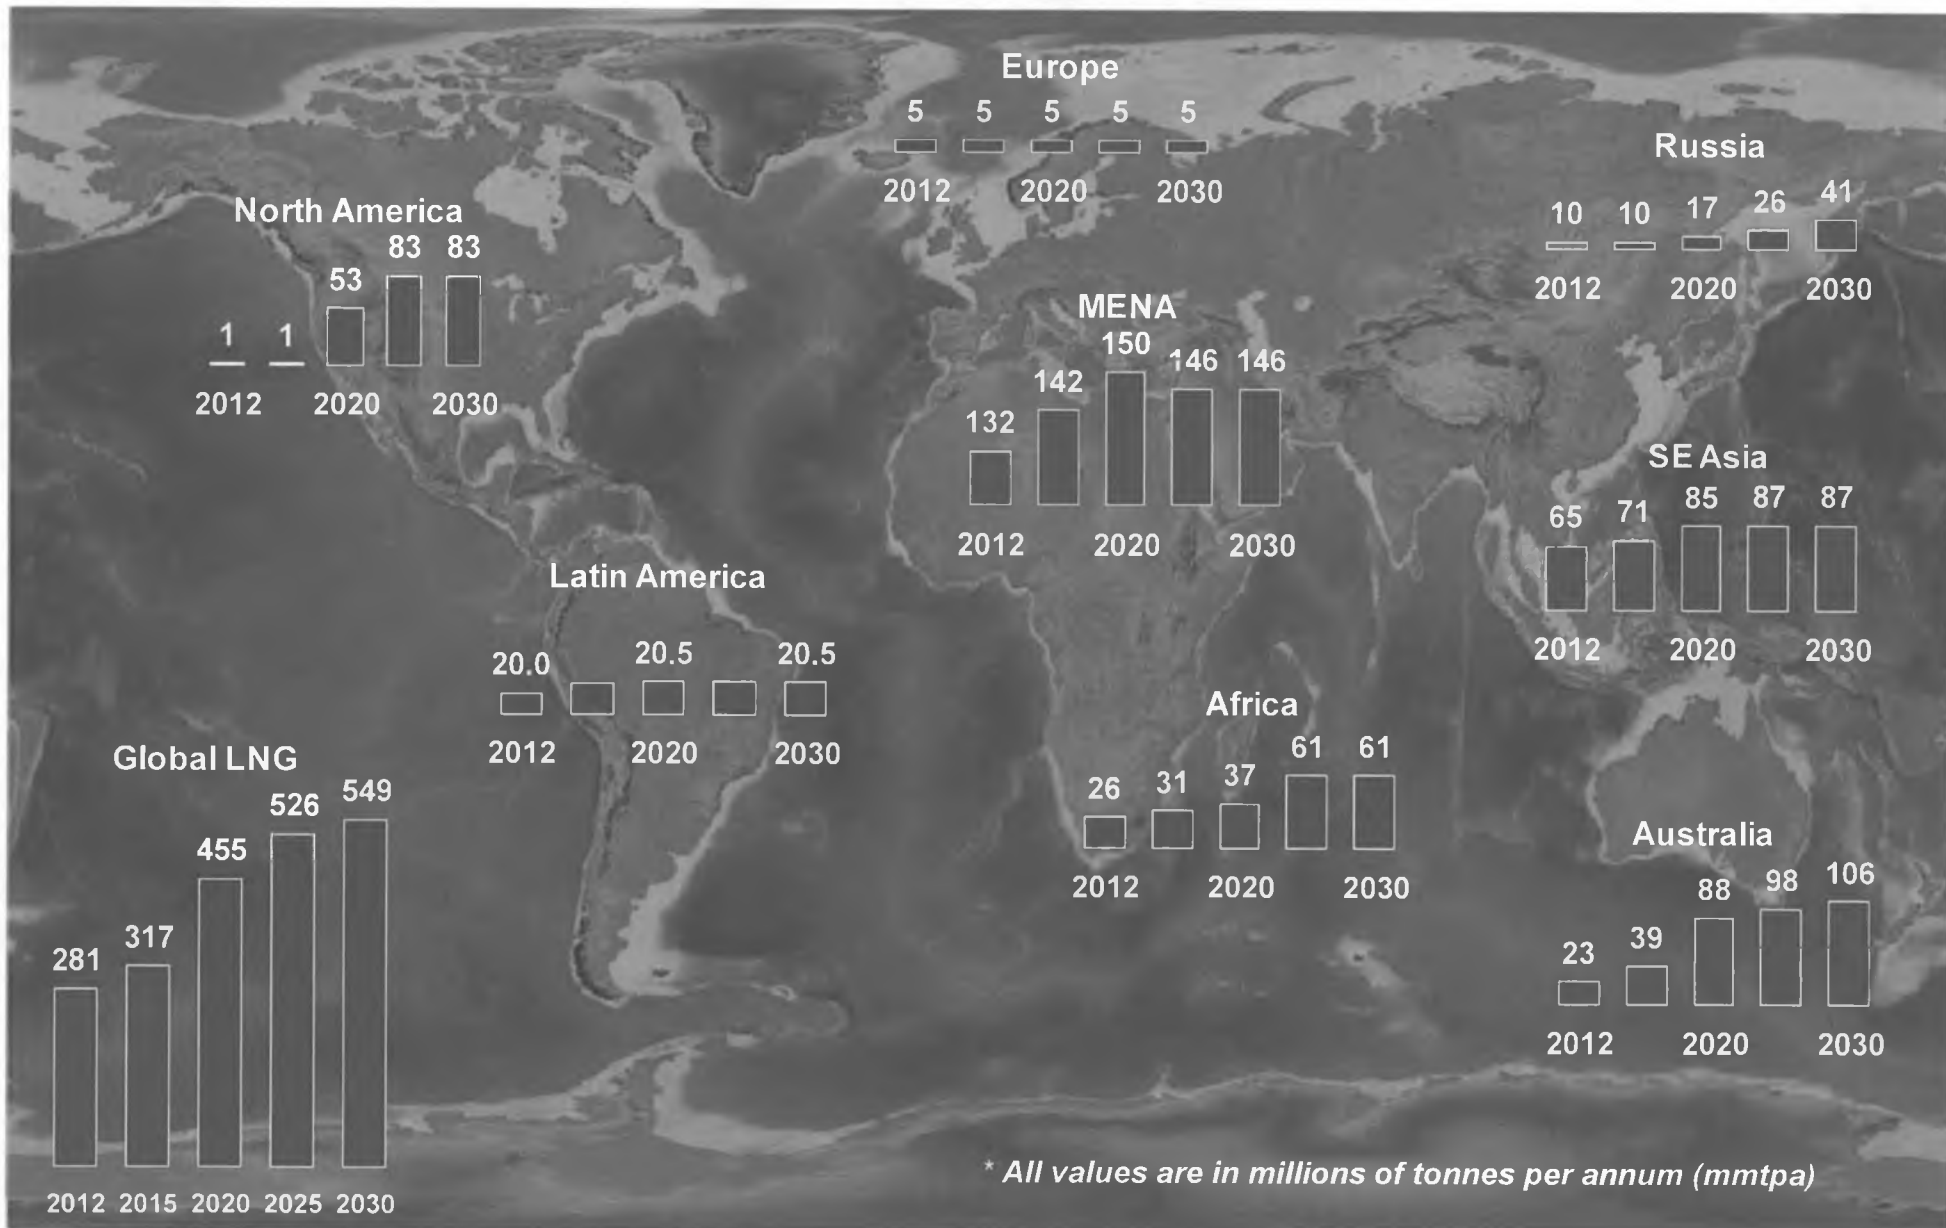 Europe
5 5 5 5 5
2012 2020 2030
Russia
10 10 17 26 41
2012 2020 2030
North America
1 1 53 83 83
2012 2020 2030
MENA
132 142 150 146 146
2012 2020 2030
SE Asia
65 71 85 87 87
2012 2020 2030
Latin America
20.0 20.5 20.5
2012 2020 2030
Africa
26 31 37 61 61
2012 2020 2030
Global LNG
281 317 455 526 549
2012 2015 2020 2025 2030
Australia
23 39 88 98 106
2012 2020 2030
* All values are in millions of tonnes per annum (mmtpa)